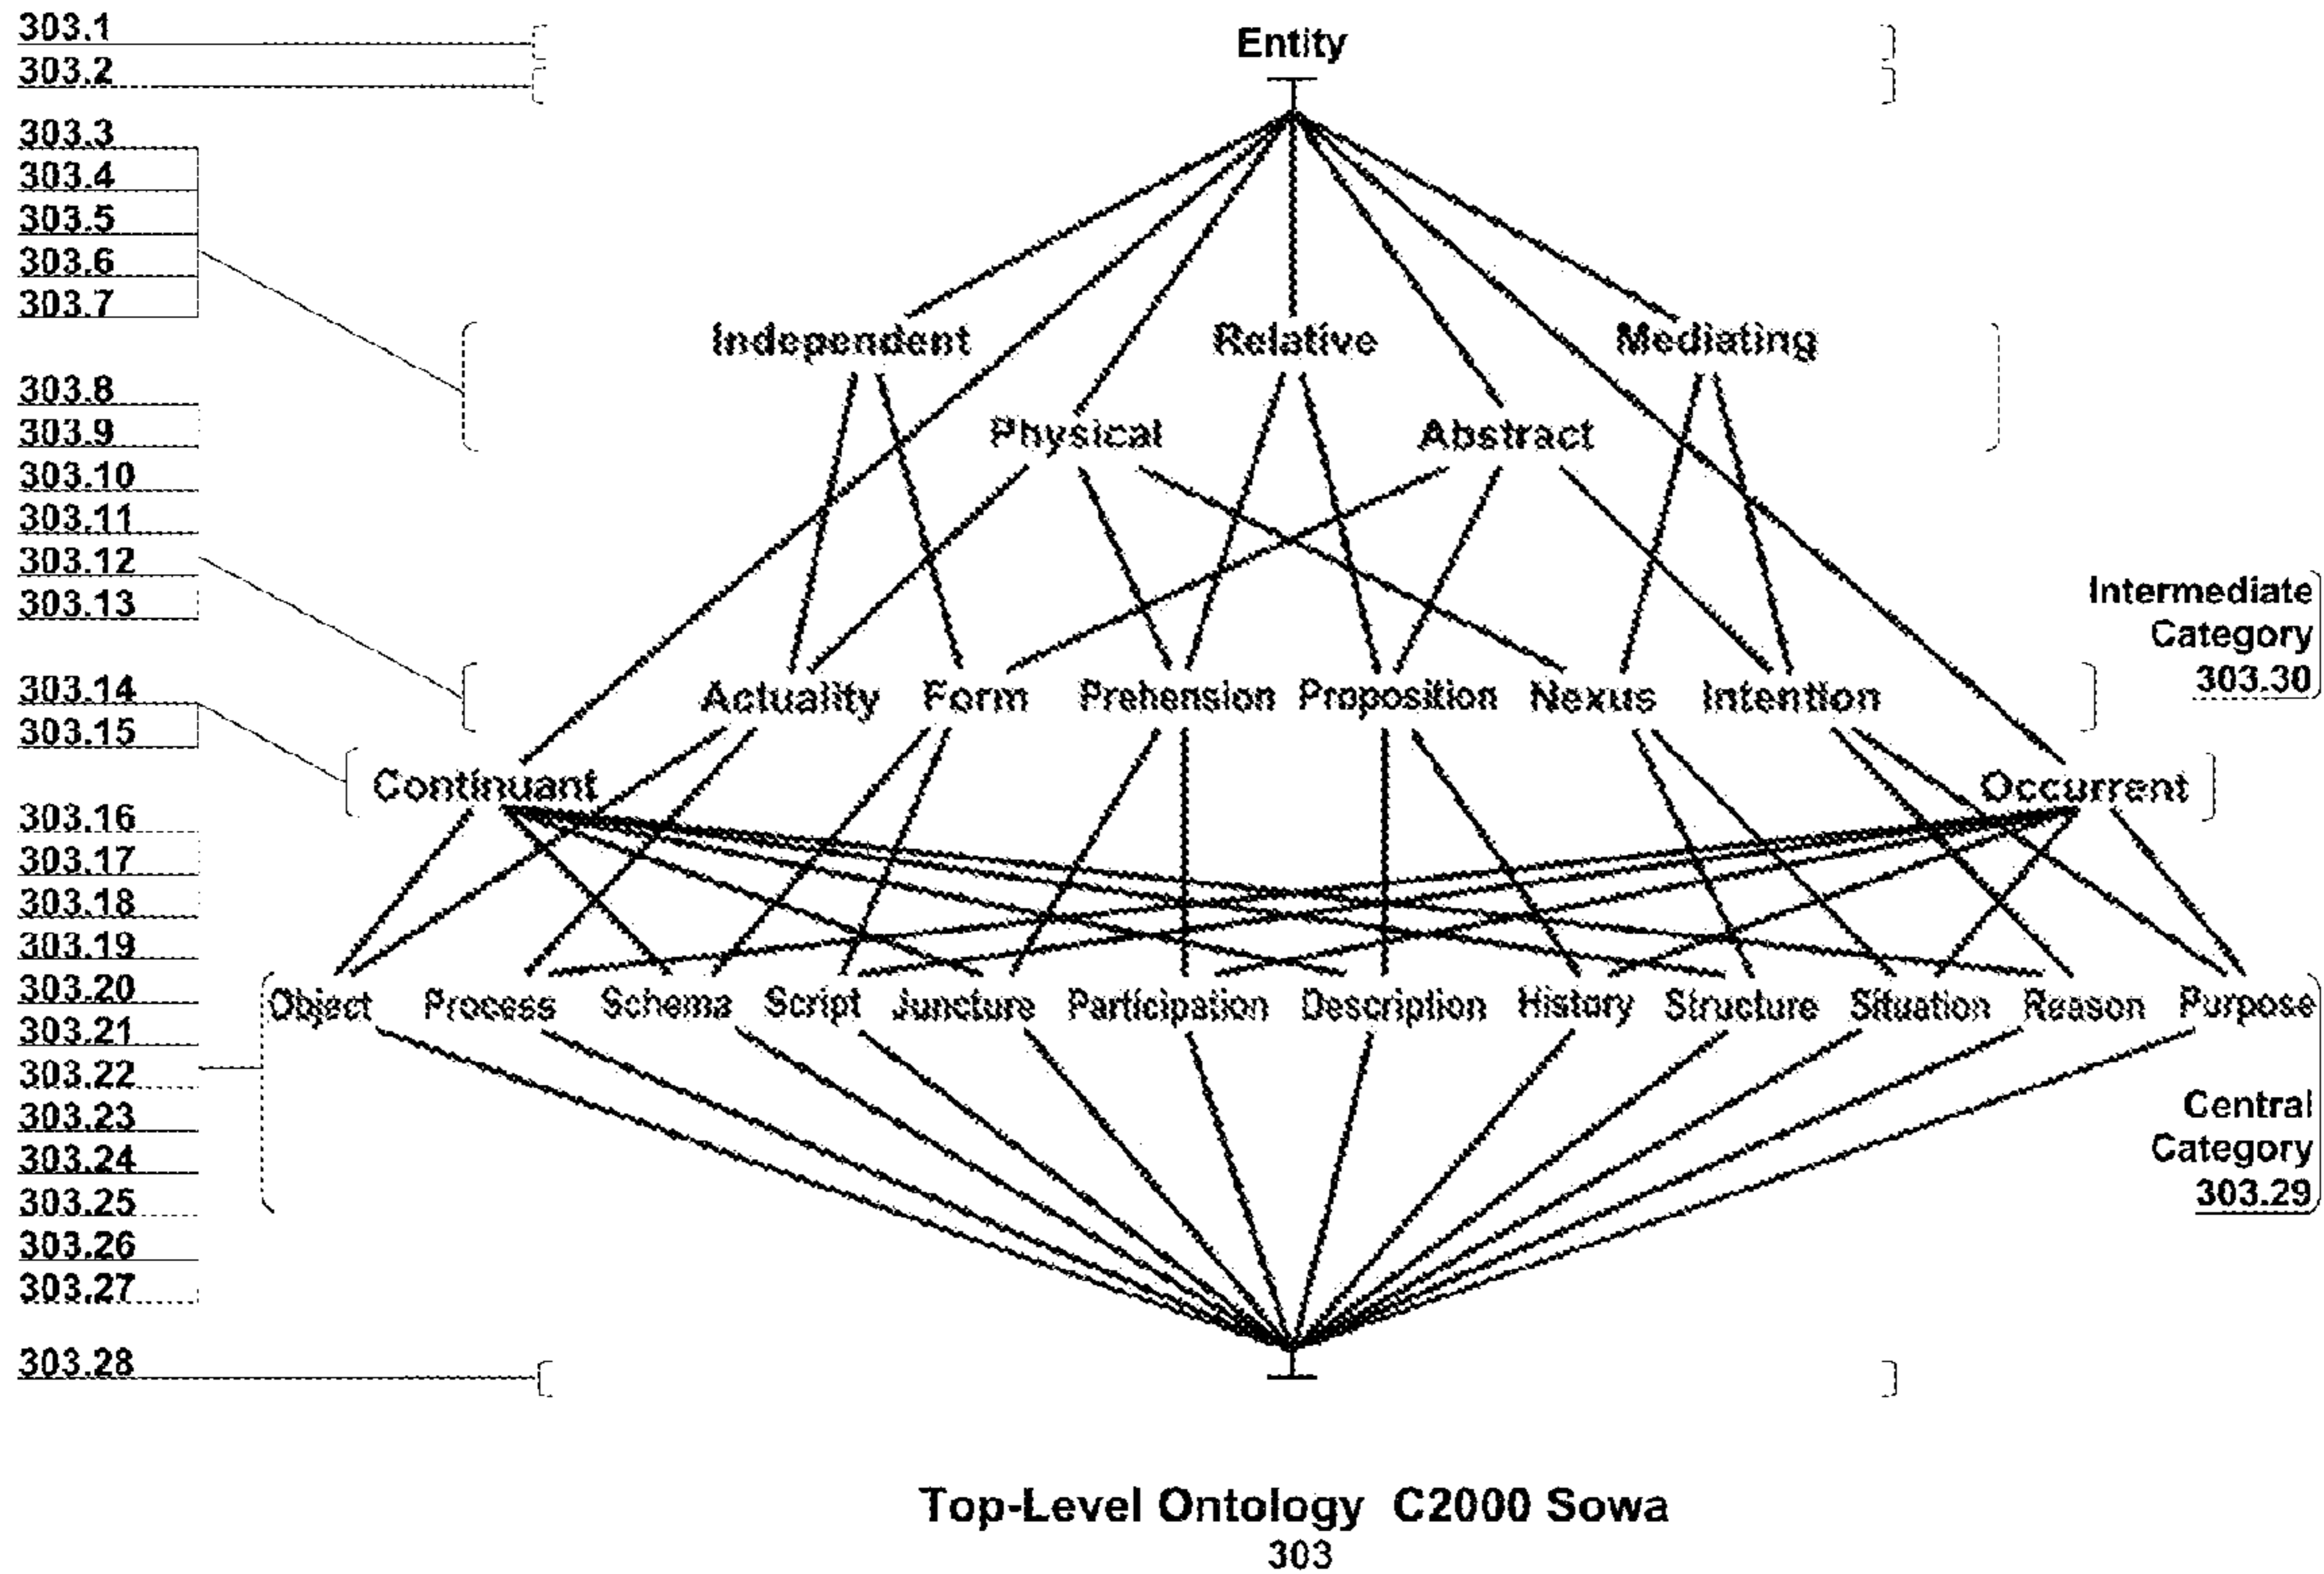 303.1
Entity
303.2
303.3
303.4
303.5
303.6
303.7
Independent Relative Mediating
303.8
303.9
Physical Abstract
303.10
303.11
303.12
303.13
Intermediate
Category
303.30
303.14
Actuality Form Prehension Proposition Nexus Intention
303.15
Continuant Occurrent
303.16
303.17
303.18
303.19
303.20
Object Process Schema Script Juncture Participation Description History Structure Situation Reason Purpose
303.21
303.22
303.23
303.24
303.25
303.26
303.27
Central
Category
303.29
303.28
Top-Level Ontology C2000 Sowa
303